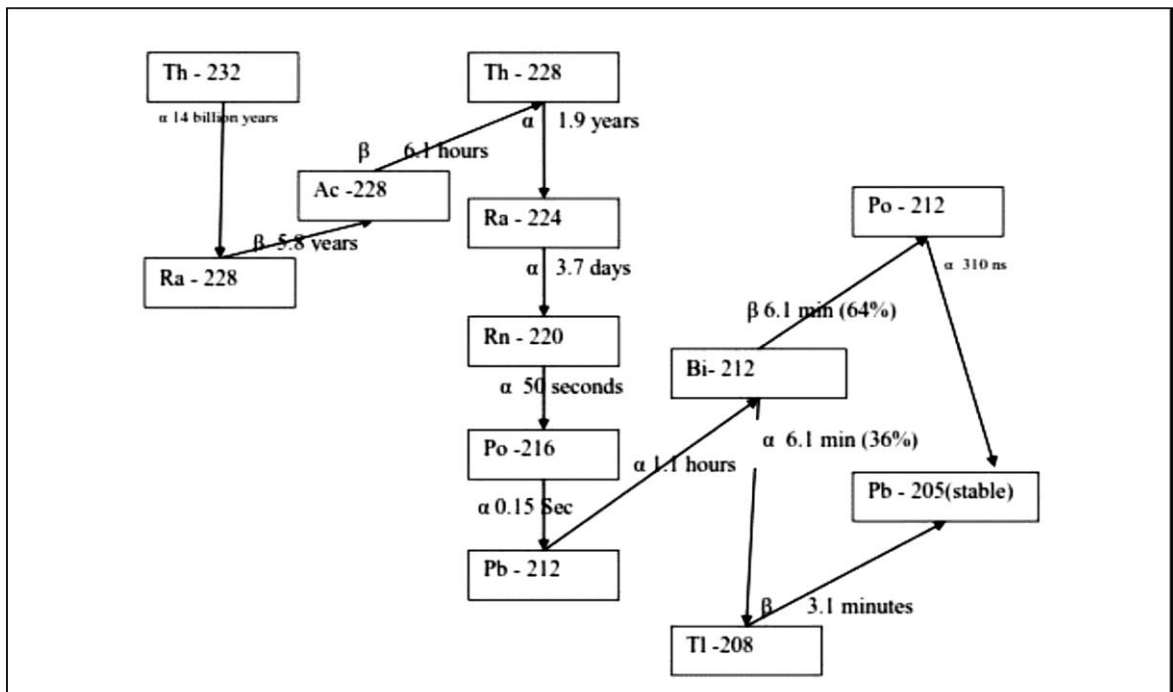 Th - 232
α 14 billion years
Ra - 228
β 5.8 years
Ac -228
β 6.1 hours
Th - 228
α 1.9 years
Ra - 224
α 3.7 days
Rn - 220
α 50 seconds
Po -216
α 0.15 Sec
Pb - 212
α 1.1 hours
Bi- 212
β 6.1 min (64%)
Po - 212
α 310 ns
α 6.1 min (36%)
Tl -208
β 3.1 minutes
Pb - 205(stable)